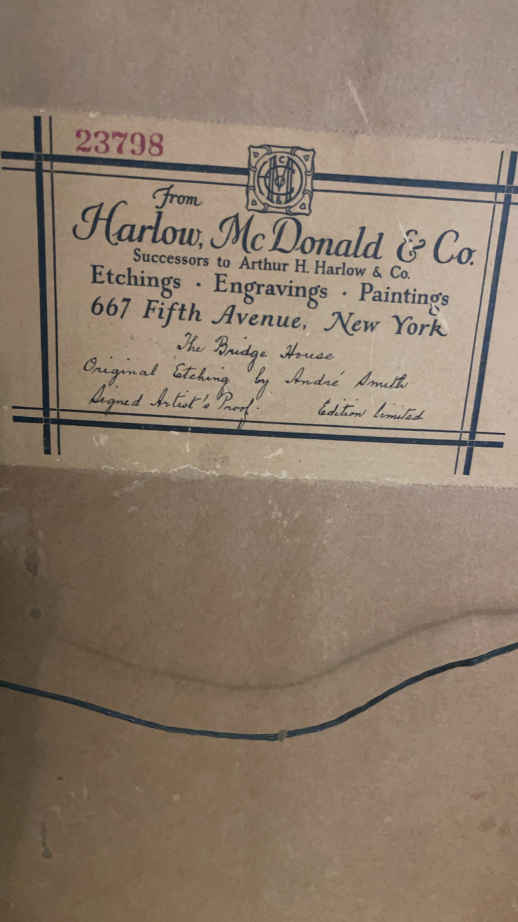 23798
From
Harlow, McDonald & Co.
Successors to Arthur H. Harlow & Co.
Etchings · Engravings · Paintings
667 Fifth Avenue, New York
The Bridge House
Original Etching by André Smith
Signed Artist's Proof. Edition limited